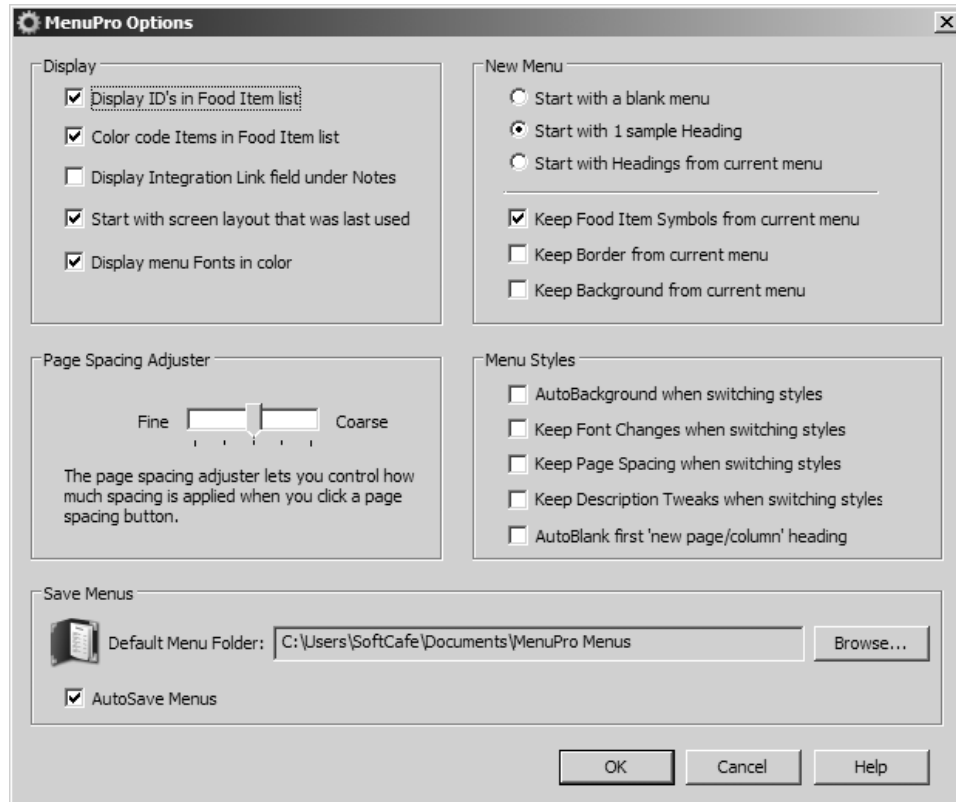 MenuPro Options
Display
Display ID's in Food Item list
Color code Items in Food Item list
Display Integration Link field under Notes
Start with screen layout that was last used
Display menu Fonts in color
New Menu
Start with a blank menu
Start with 1 sample Heading
Start with Headings from current menu
Keep Food Item Symbols from current menu
Keep Border from current menu
Keep Background from current menu
Page Spacing Adjuster
Fine
Coarse
The page spacing adjuster lets you control how
much spacing is applied when you click a page
spacing button.
Menu Styles
AutoBackground when switching styles
Keep Font Changes when switching styles
Keep Page Spacing when switching styles
Keep Description Tweaks when switching styles
AutoBlank first 'new page/column' heading
Save Menus
Default Menu Folder: C:\Users\SoftCafe\Documents\MenuPro Menus
Browse...
AutoSave Menus
OK
Cancel
Help